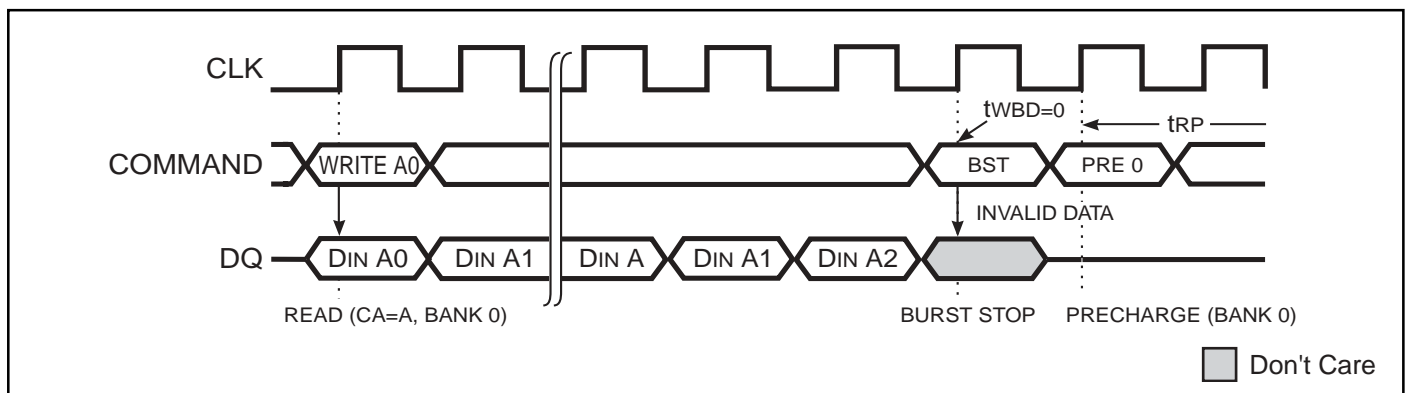 CLK
tWBD=0
tRP
COMMAND
WRITE A0
BST
PRE 0
INVALID DATA
DQ
DIN A0
DIN A1
DIN A
DIN A1
DIN A2
READ (CA=A, BANK 0)
BURST STOP
PRECHARGE (BANK 0)
Don't Care